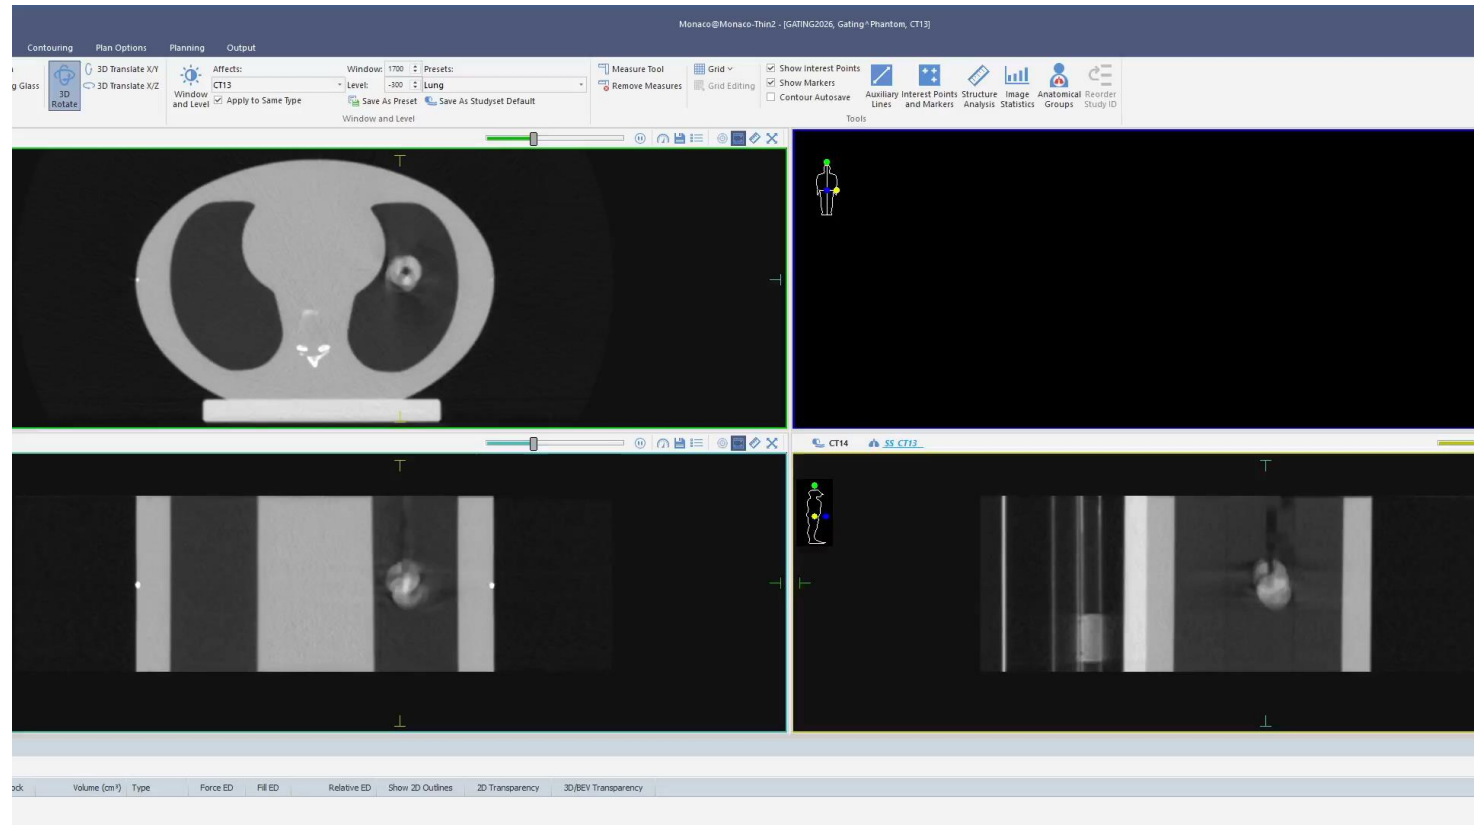 Monaco@Monaco-Thin2 - [GATING2026, Gating^Phantom, CT13]
Contouring Plan Options Planning Output
g Glass
3D Rotate
3D Translate X/Y
3D Translate X/Z
Window and Level
Affects:
CT13
Apply to Same Type
Window: 1700
Level: -300
Presets:
Lung
Save As Preset
Save As Studyset Default
Window and Level
Measure Tool
Remove Measures
Grid
Grid Editing
Show Interest Points
Show Markers
Contour Autosave
Auxiliary Lines
Interest Points and Markers
Structure Analysis
Image Statistics
Anatomical Groups
Reorder Study ID
Tools
CT14 SS CT13
Volume (cm³) Type Force ED Fill ED Relative ED Show 2D Outlines 2D Transparency 3D/BEV Transparency